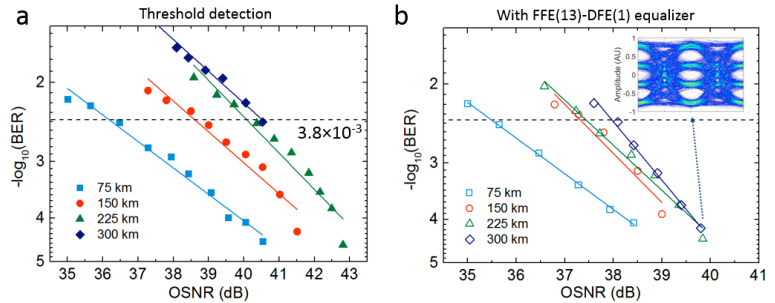 a
Threshold detection
-log10(BER)
2
3
4
5
3.8×10⁻³
75 km
150 km
225 km
300 km
35 36 37 38 39 40 41 42 43
OSNR (dB)
b
With FFE(13)-DFE(1) equalizer
-log10(BER)
2
3
4
5
Amplitude (AU)
1
0.5
0
-0.5
-1
75 km
150 km
225 km
300 km
35 36 37 38 39 40 41
OSNR (dB)